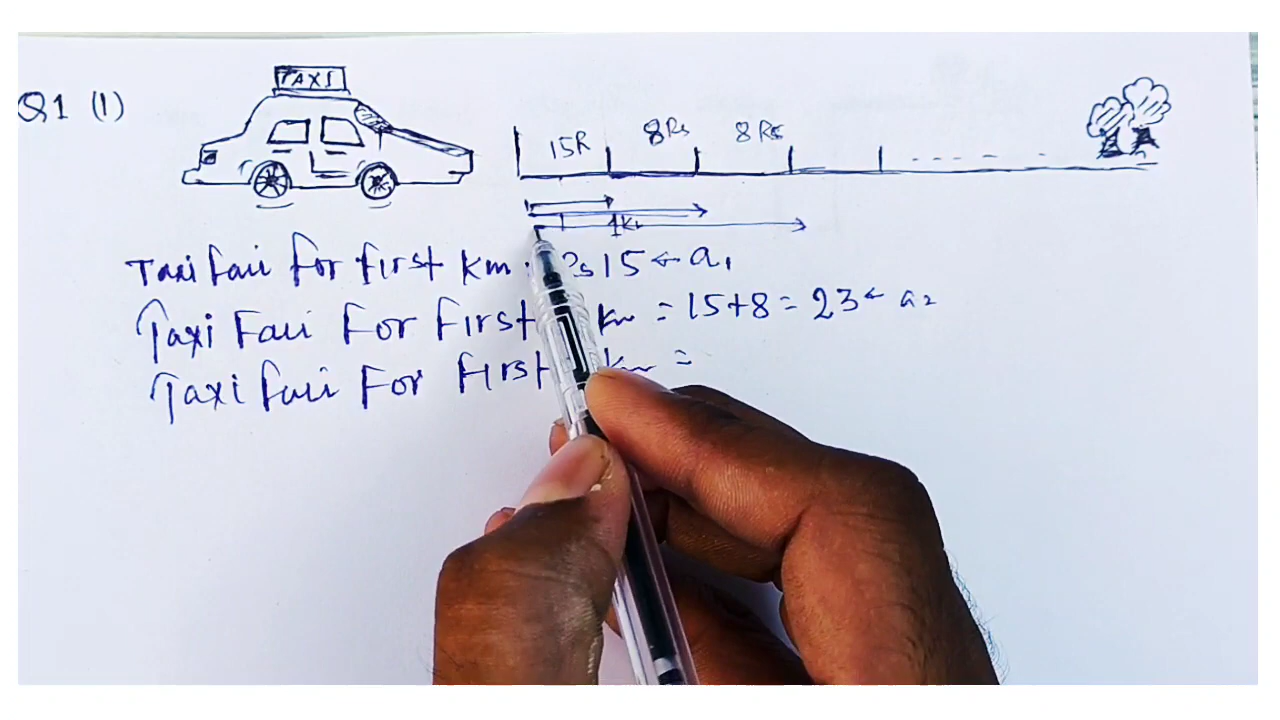 Q1 (1)
TAXI
15R 8Rs 8Rs
1K
Taxi fair for first km Rs 15 ← a1
Taxi Fair For First km = 15+8 = 23 ← a2
Taxi fair For First km =